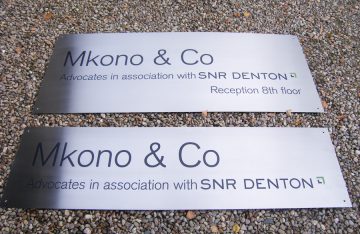 Mkono & Co
Advocates in association with SNR DENTON
Reception 8th floor
Mkono & Co
Advocates in association with SNR DENTON